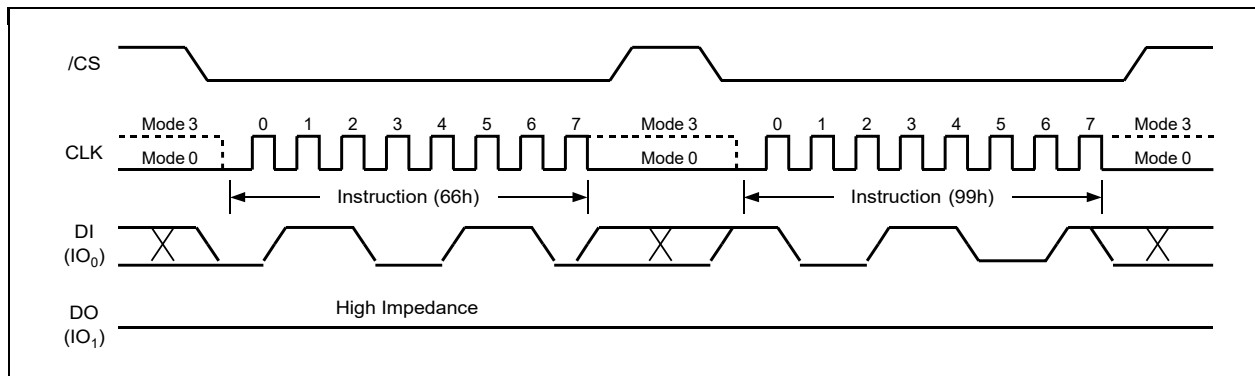 /CS
Mode 3 0 1 2 3 4 5 6 7 Mode 3 0 1 2 3 4 5 6 7 Mode 3
CLK
Mode 0 Mode 0 Mode 0
Instruction (66h) Instruction (99h)
DI
(IO0)
High Impedance
DO
(IO1)